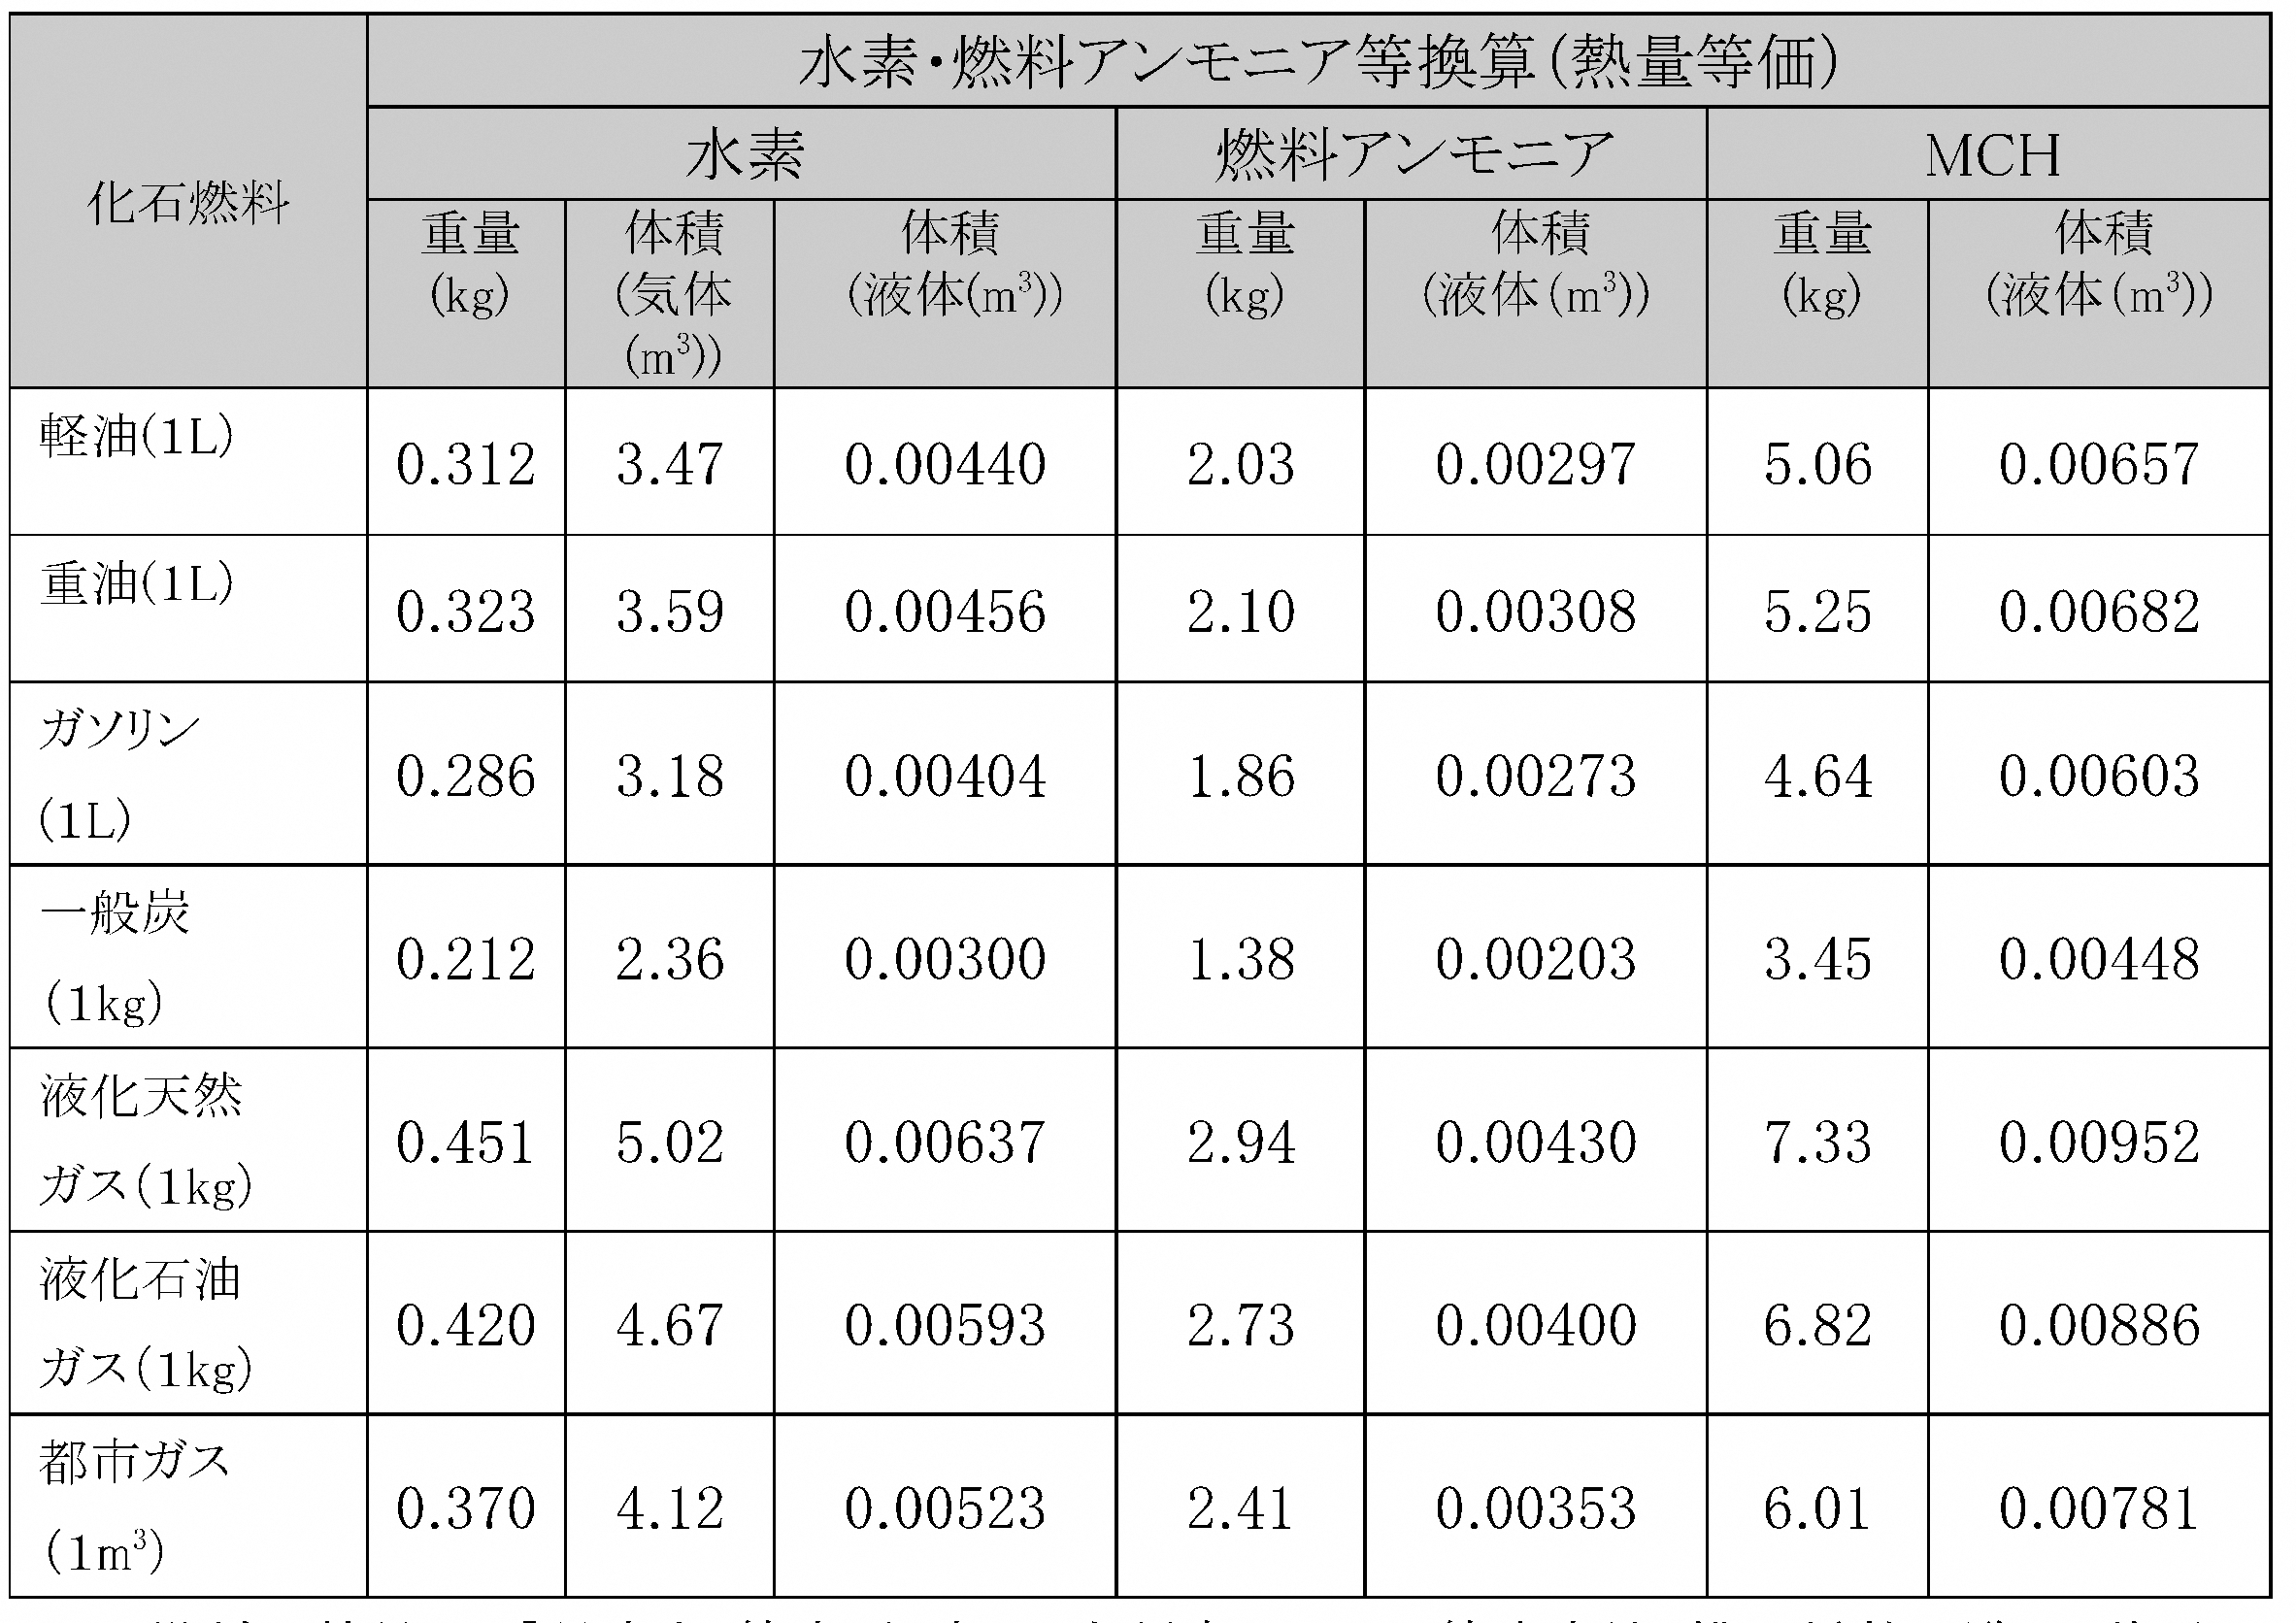 水素・燃料アンモニア等換算(熱量等価)
化石燃料
水素
燃料アンモニア
MCH
重量
(kg)
体積
(気体
(m³))
体積
(液体(m³))
重量
(kg)
体積
(液体(m³))
重量
(kg)
体積
(液体(m³))
軽油(1L)
0.312 3.47 0.00440 2.03 0.00297 5.06 0.00657
重油(1L)
0.323 3.59 0.00456 2.10 0.00308 5.25 0.00682
ガソリン
(1L)
0.286 3.18 0.00404 1.86 0.00273 4.64 0.00603
一般炭
(1kg)
0.212 2.36 0.00300 1.38 0.00203 3.45 0.00448
液化天然
ガス(1kg)
0.451 5.02 0.00637 2.94 0.00430 7.33 0.00952
液化石油
ガス(1kg)
0.420 4.67 0.00593 2.73 0.00400 6.82 0.00886
都市ガス
(1m³)
0.370 4.12 0.00523 2.41 0.00353 6.01 0.00781